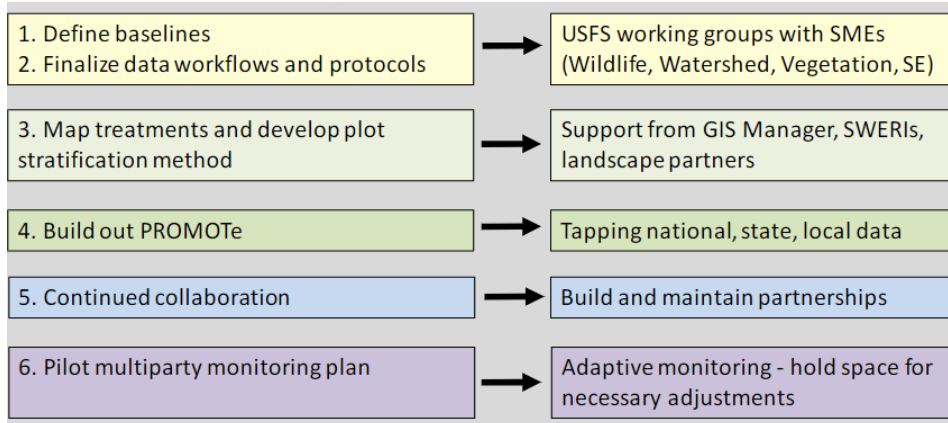 1. Define baselines
2. Finalize data workflows and protocols
USFS working groups with SMEs
(Wildlife, Watershed, Vegetation, SE)
3. Map treatments and develop plot
stratification method
Support from GIS Manager, SWERIs,
landscape partners
4. Build out PROMOTe
Tapping national, state, local data
5. Continued collaboration
Build and maintain partnerships
6. Pilot multiparty monitoring plan
Adaptive monitoring - hold space for
necessary adjustments